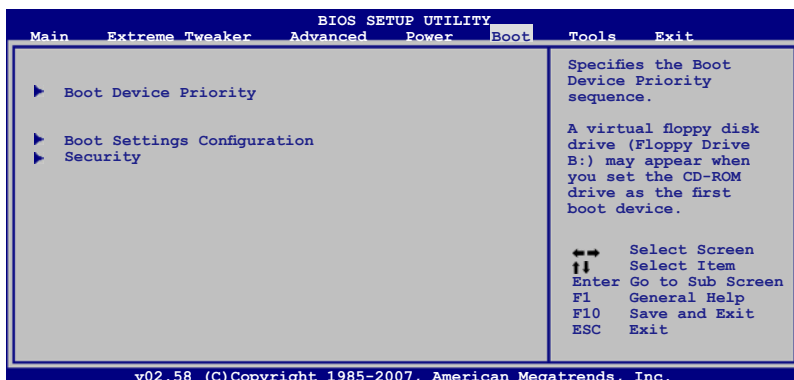 BIOS SETUP UTILITY
Main Extreme Tweaker Advanced Power Boot Tools Exit
Boot Device Priority
Boot Settings Configuration
Security
Specifies the Boot
Device Priority
sequence.
A virtual floppy disk
drive (Floppy Drive
B:) may appear when
you set the CD-ROM
drive as the first
boot device.
Select Screen
Select Item
Enter Go to Sub Screen
F1 General Help
F10 Save and Exit
ESC Exit
v02.58 (C)Copyright 1985-2007, American Megatrends, Inc.